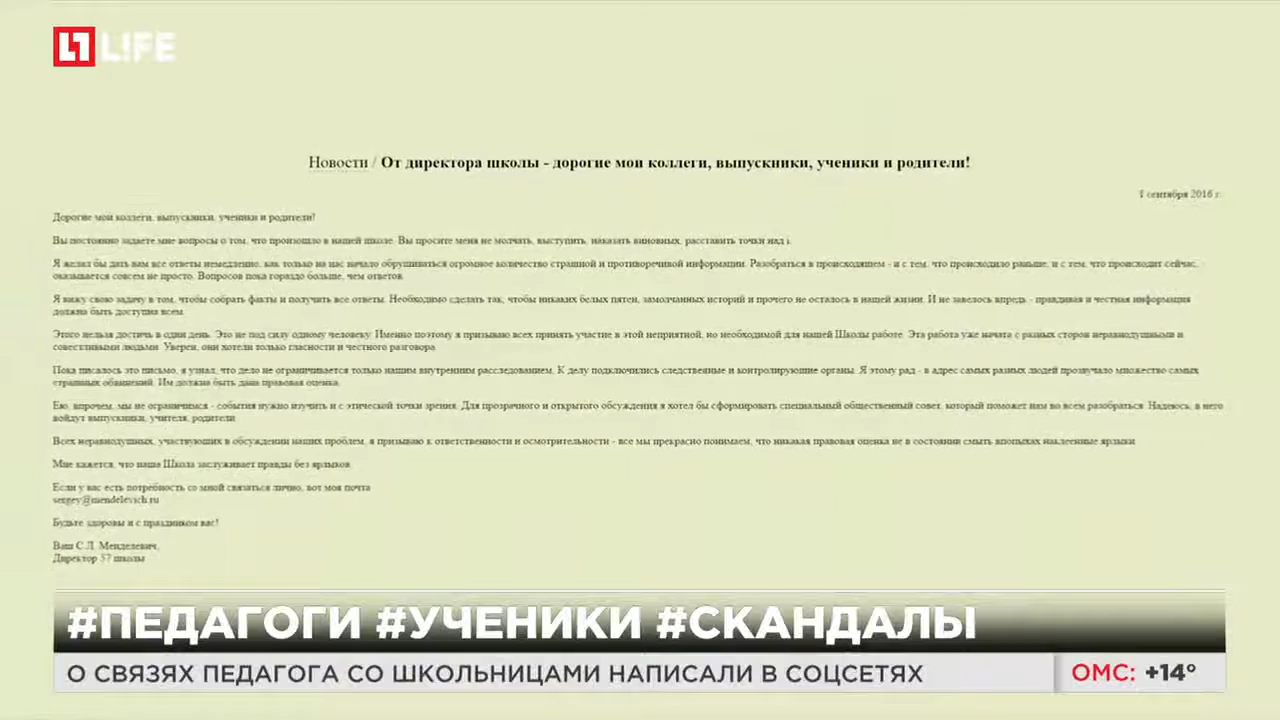 LIFE
Новости / От директора школы - дорогие мои коллеги, выпускники, ученики и родители!
1 сентября 2016 г.
Дорогие мои коллеги, выпускники, ученики и родители!
Вы постоянно задаете мне вопросы о том, что произошло в нашей школе. Вы просите меня не молчать, выступить, наказать виновных, расставить точки над i.
Я желал бы дать вам все ответы немедленно, как только на нас начало обрушиваться огромное количество страшной и противоречивой информации. Разобраться в происходящем - и с тем, что происходило раньше, и с тем, что происходит сейчас,
оказывается совсем не просто. Вопросов пока гораздо больше, чем ответов.
Я вижу свою задачу в том, чтобы собрать факты и получить все ответы. Необходимо сделать так, чтобы никаких белых пятен, замолчанных историй и прочего не осталось в нашей жизни. И не завелось впредь - правдивая и честная информация
должна быть доступна всем.
Этого нельзя достичь в один день. Это не под силу одному человеку. Именно поэтому я призываю всех принять участие в этой неприятной, но необходимой для нашей Школы работе. Эта работа уже начата с разных сторон неравнодушными и
совестливыми людьми. Уверен, они хотели только гласности и честного разговора.
Пока писалось это письмо, я узнал, что дело не ограничивается только нашим внутренним расследованием. К делу подключились следственные и контролирующие органы. Я этому рад - в адрес самых разных людей прозвучало множество самых
страшных обвинений. Им должна быть дана правовая оценка.
Ею, впрочем, мы не ограничимся - события нужно изучить и с этической точки зрения. Для прозрачного и открытого обсуждения я хотел бы сформировать специальный общественный совет, который поможет нам во всем разобраться. Надеюсь, в него
войдут выпускники, учителя, родители.
Всех неравнодушных, участвующих в обсуждении наших проблем, я призываю к ответственности и осмотрительности - все мы прекрасно понимаем, что никакая правовая оценка не в состоянии смыть впопыхах наклеенные ярлыки.
Мне кажется, что наша Школа заслуживает правды без ярлыков.
Если у вас есть потребность со мной связаться лично, вот моя почта
sergey@mendelevich.ru
Будьте здоровы и с праздником вас!
Ваш С.Л. Менделевич,
Директор 57 школы
#ПЕДАГОГИ #УЧЕНИКИ #СКАНДАЛЫ
О СВЯЗЯХ ПЕДАГОГА СО ШКОЛЬНИЦАМИ НАПИСАЛИ В СОЦСЕТЯХ
ОМС: +14°